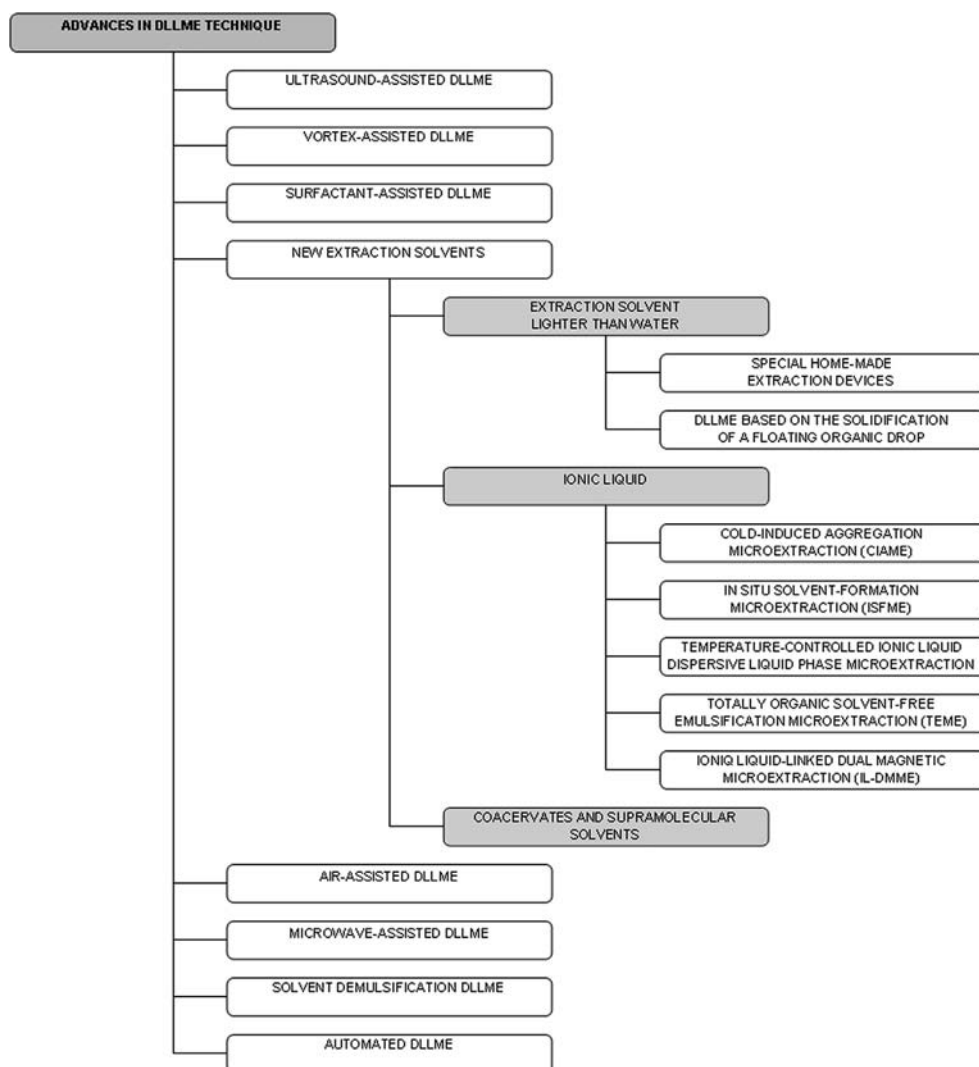 ADVANCES IN DLLME TECHNIQUE
ULTRASOUND-ASSISTED DLLME
VORTEX-ASSISTED DLLME
SURFACTANT-ASSISTED DLLME
NEW EXTRACTION SOLVENTS
EXTRACTION SOLVENT
LIGHTER THAN WATER
SPECIAL HOME-MADE
EXTRACTION DEVICES
DLLME BASED ON THE SOLIDIFICATION
OF A FLOATING ORGANIC DROP
IONIC LIQUID
COLD-INDUCED AGGREGATION
MICROEXTRACTION (CIAME)
IN SITU SOLVENT-FORMATION
MICROEXTRACTION (ISFME)
TEMPERATURE-CONTROLLED IONIC LIQUID
DISPERSIVE LIQUID PHASE MICROEXTRACTION
TOTALLY ORGANIC SOLVENT-FREE
EMULSIFICATION MICROEXTRACTION (TEME)
IONIQ LIQUID-LINKED DUAL MAGNETIC
MICROEXTRACTION (IL-DMME)
COACERVATES AND SUPRAMOLECULAR
SOLVENTS
AIR-ASSISTED DLLME
MICROWAVE-ASSISTED DLLME
SOLVENT DEMULSIFICATION DLLME
AUTOMATED DLLME